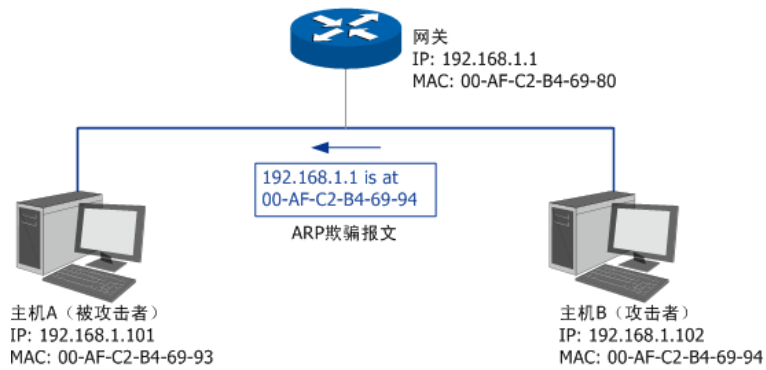 网关
IP: 192.168.1.1
MAC: 00-AF-C2-B4-69-80
192.168.1.1 is at
00-AF-C2-B4-69-94
ARP欺骗报文
主机A（被攻击者）
IP: 192.168.1.101
MAC: 00-AF-C2-B4-69-93
主机B（攻击者）
IP: 192.168.1.102
MAC: 00-AF-C2-B4-69-94